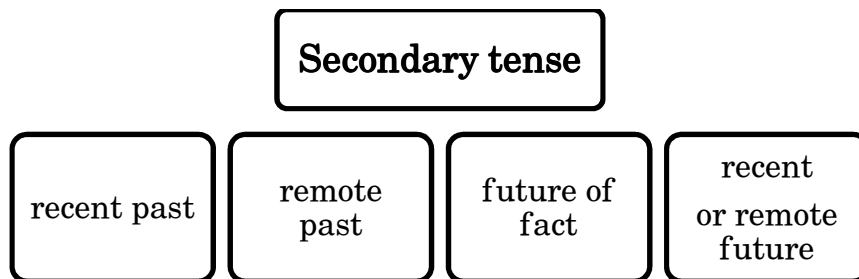 Secondary tense
recent past
remote
past
future of
fact
recent
or remote
future